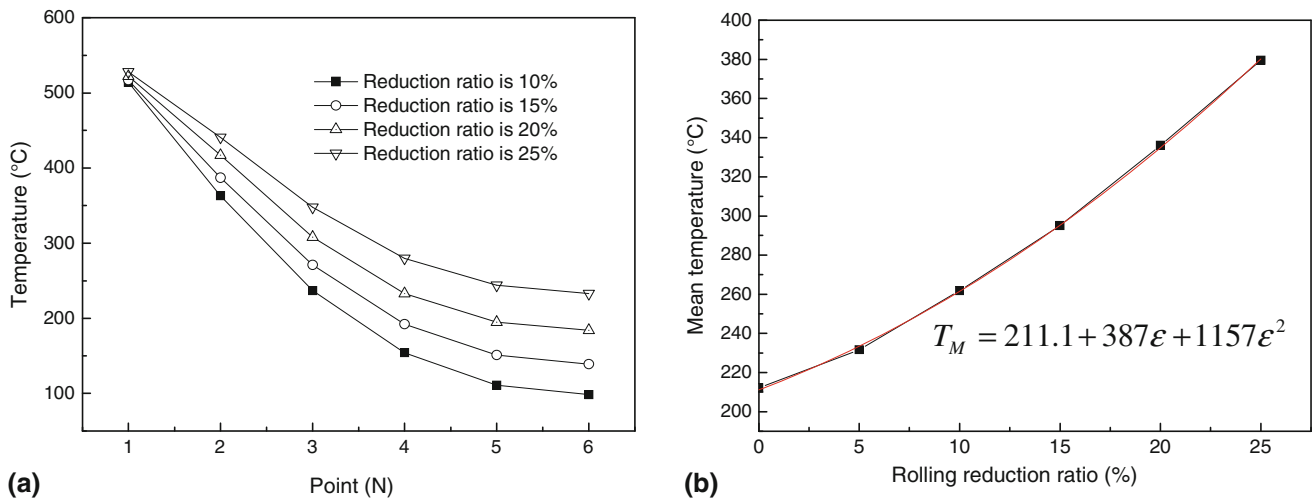 600
500
400
300
200
100
Temperature (°C)
Reduction ratio is 10%
Reduction ratio is 15%
Reduction ratio is 20%
Reduction ratio is 25%
1 2 3 4 5 6
Point (N)
(a)
400
380
360
340
320
300
280
260
240
220
200
Mean temperature (°C)
T_M = 211.1 + 387ε + 1157ε²
0 5 10 15 20 25
Rolling reduction ratio (%)
(b)